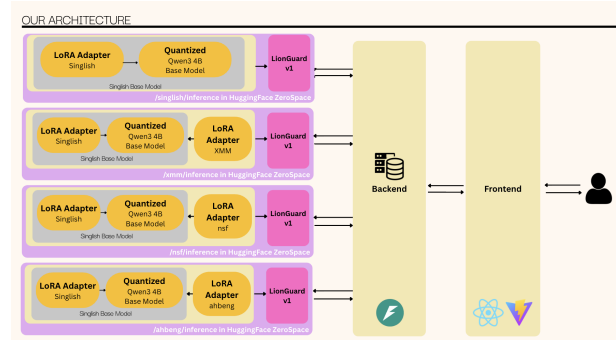 OUR ARCHITECTURE
LoRA Adapter
Singlish
Quantized
Qwen3 4B
Base Model
Singlish Base Model
LionGuard
v1
/singlish/inference in HuggingFace ZeroSpace
LoRA Adapter
Singlish
Quantized
Qwen3 4B
Base Model
Singlish Base Model
LoRA
Adapter
XMM
LionGuard
v1
/xmm/inference in HuggingFace ZeroSpace
LoRA Adapter
Singlish
Quantized
Qwen3 4B
Base Model
Singlish Base Model
LoRA
Adapter
nsf
LionGuard
v1
/nsf/inference in HuggingFace ZeroSpace
LoRA Adapter
Singlish
Quantized
Qwen3 4B
Base Model
Singlish Base Model
LoRA
Adapter
ahbeng
LionGuard
v1
/ahbeng/inference in HuggingFace ZeroSpace
Backend
Frontend